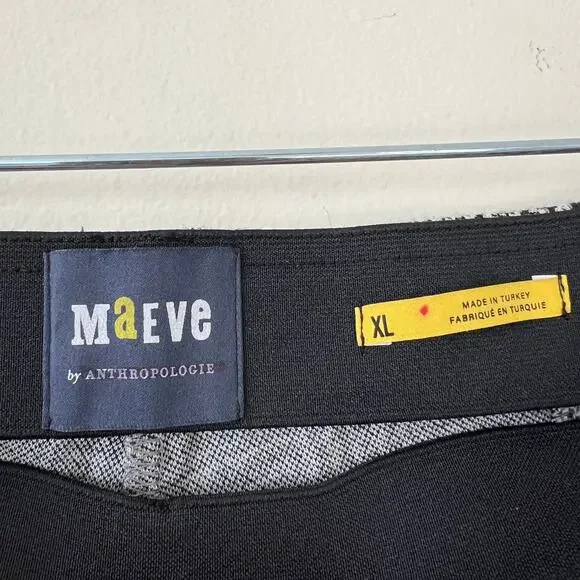 MaEVe
by ANTHROPOLOGIE
XL
MADE IN TURKEY
FABRIQUÉ EN TURQUIE